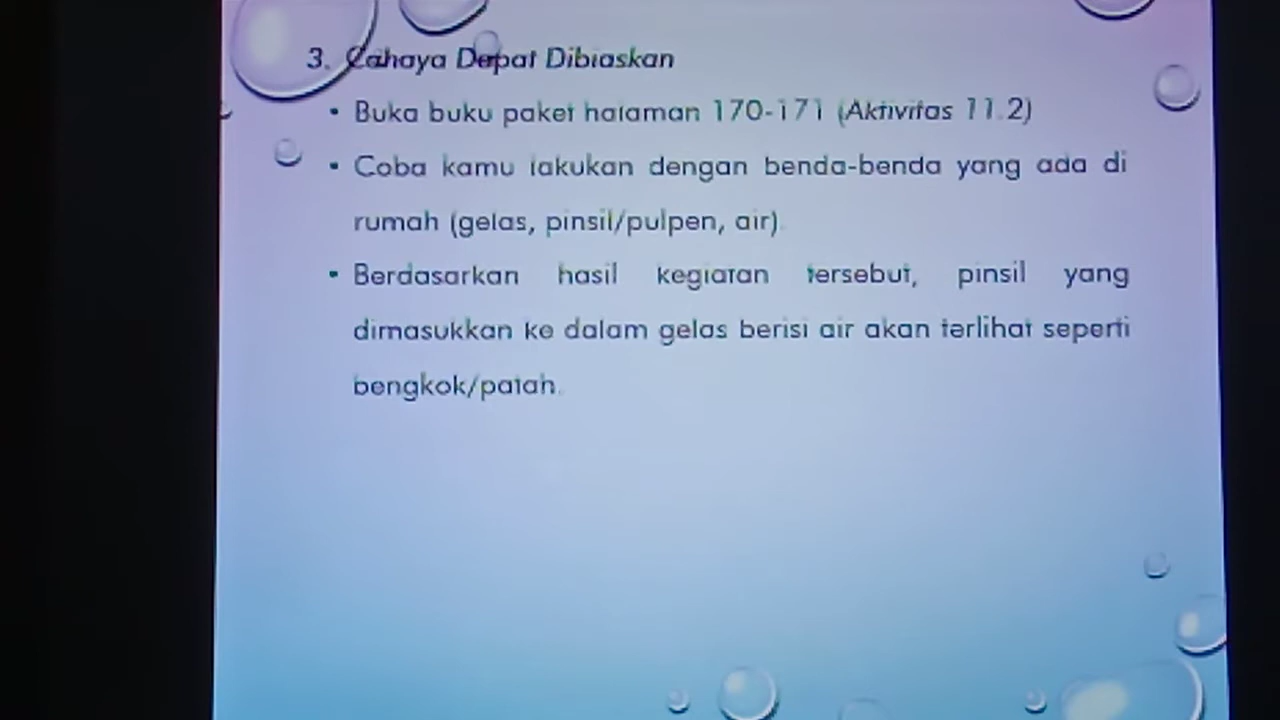 3. Cahaya Dapat Dibiaskan
• Buka buku paket halaman 170-171 (Aktivitas 11.2)
• Coba kamu lakukan dengan benda-benda yang ada di
rumah (gelas, pinsil/pulpen, air).
• Berdasarkan hasil kegiatan tersebut, pinsil yang
dimasukkan ke dalam gelas berisi air akan terlihat seperti
bengkok/patah.